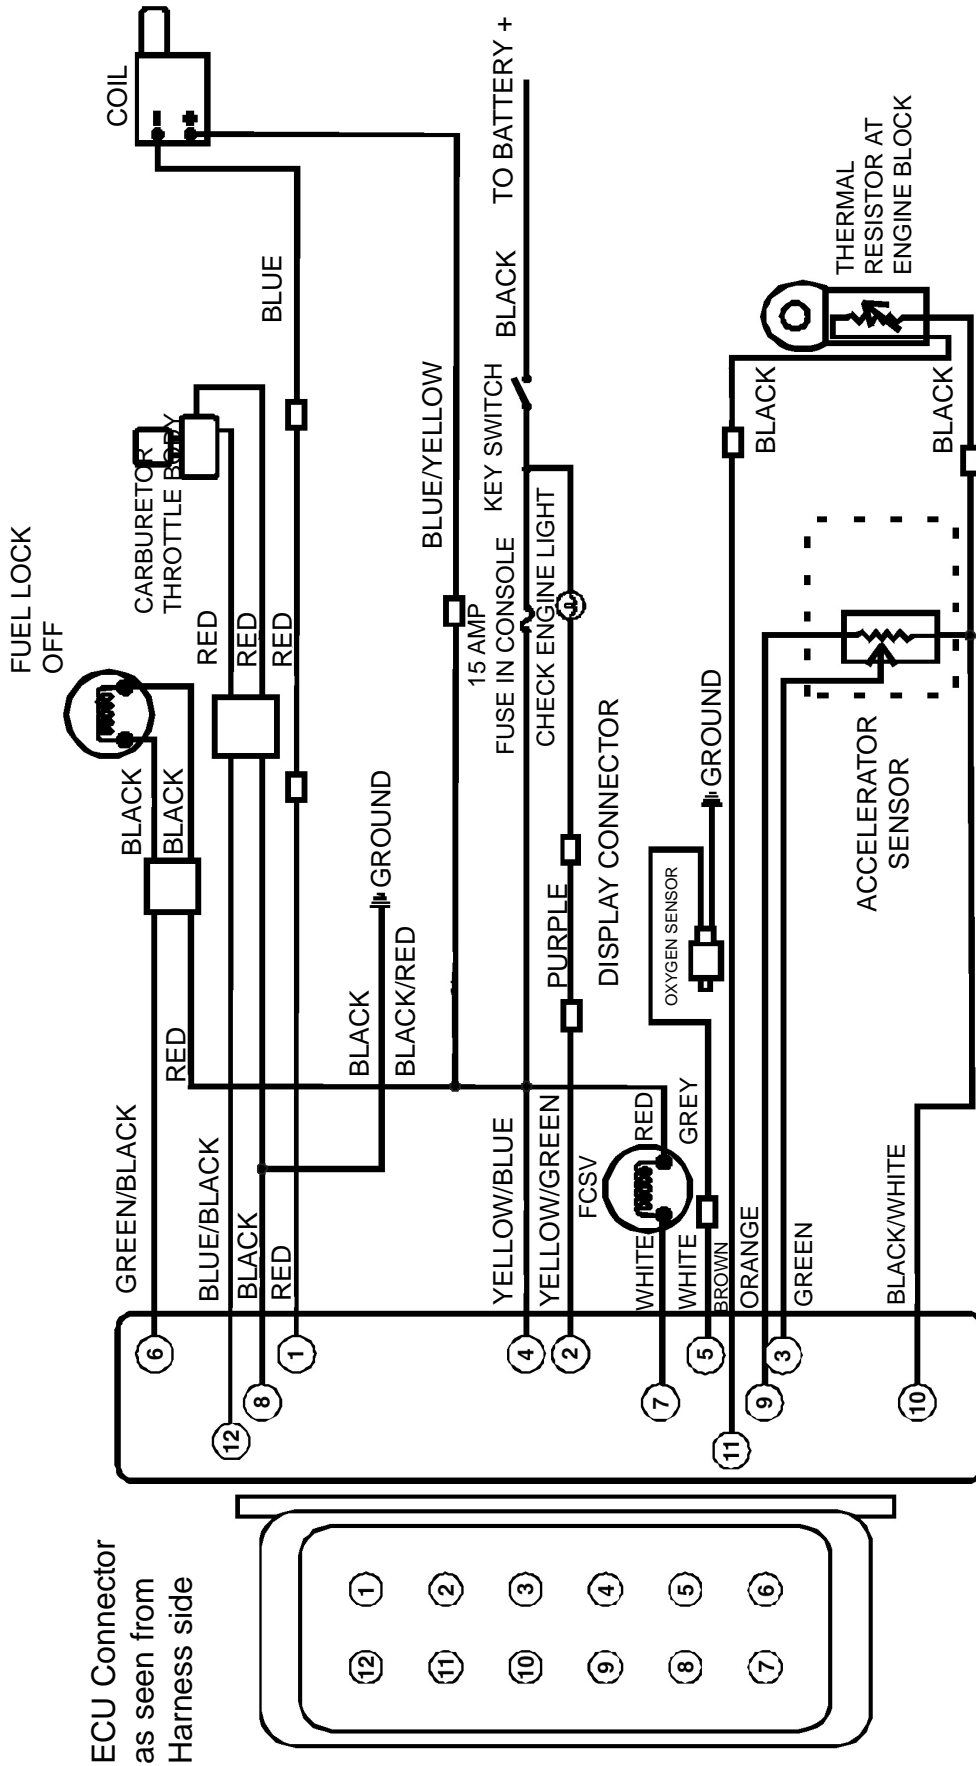 COIL
FUEL LOCK
OFF
CARBURETOR
THROTTLE BODY
BLUE
TO BATTERY +
BLACK
THERMAL
RESISTOR AT
ENGINE BLOCK
BLUE/YELLOW
KEY SWITCH
BLACK
BLACK
RED
RED
RED
15 AMP
FUSE IN CONSOLE
CHECK ENGINE LIGHT
BLACK
BLACK
GROUND
GROUND
DISPLAY CONNECTOR
PURPLE
OXYGEN SENSOR
ACCELERATOR
SENSOR
RED
BLACK
BLACK/RED
GREEN/BLACK
BLUE/BLACK
BLACK
RED
YELLOW/BLUE
YELLOW/GREEN
FCSV
RED
GREY
WHITE
WHITE
BROWN
ORANGE
GREEN
BLACK/WHITE
6
12
8
1
4
2
7
5
11
9
3
10
ECU Connector
as seen from
Harness side
1
2
3
4
5
6
12
11
10
9
8
7